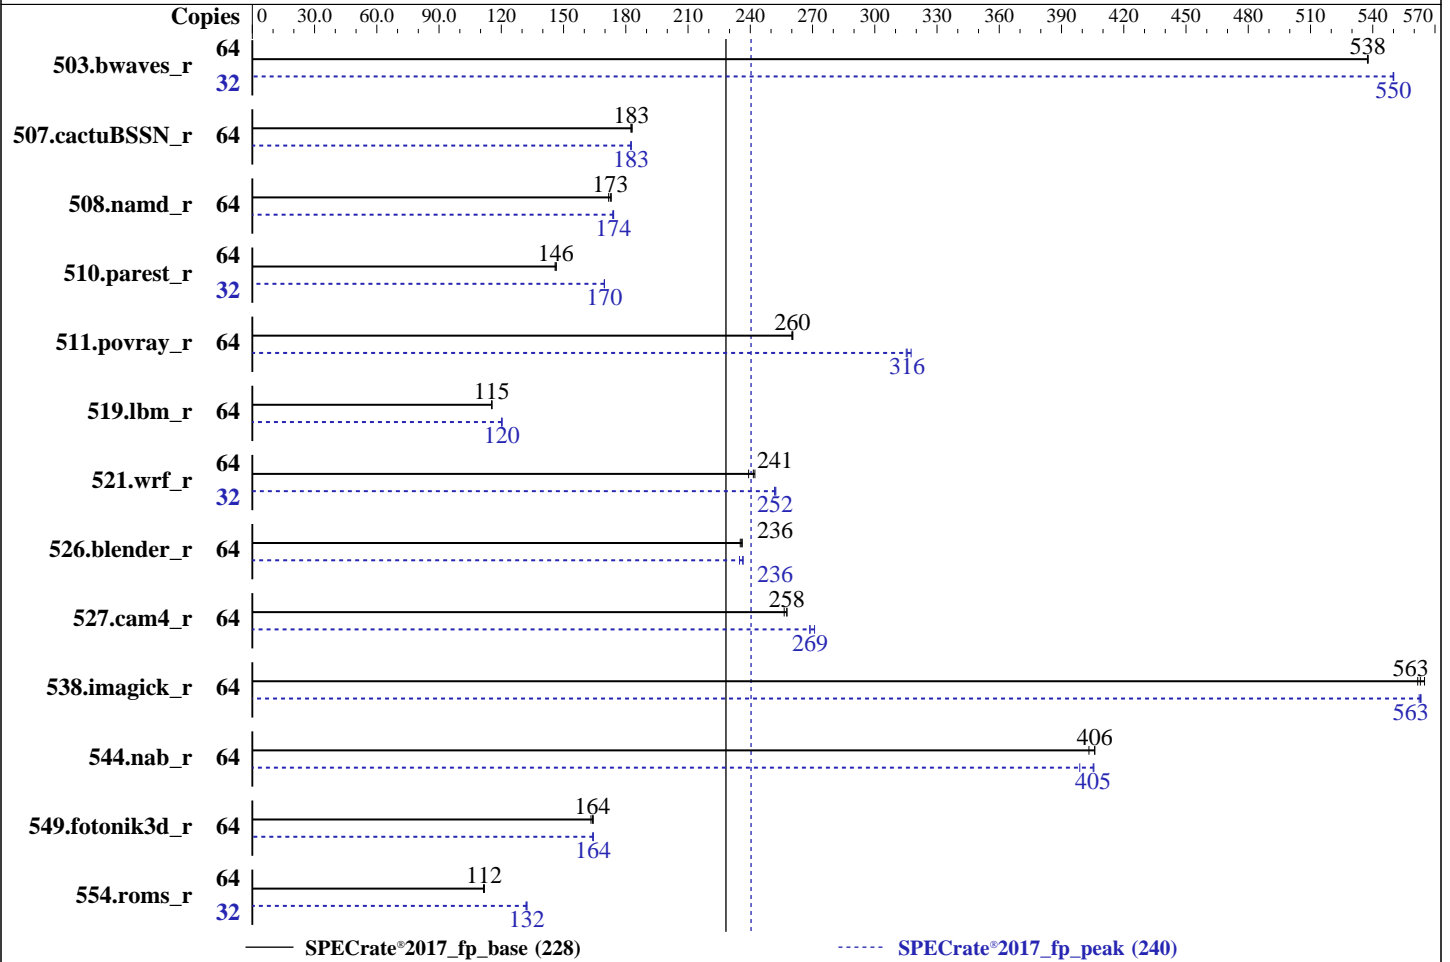 Copies 0 30.0 60.0 90.0 120 150 180 210 240 270 300 330 360 390 420 450 480 510 540 570
503.bwaves_r 64 538
32 550
507.cactuBSSN_r 64 183
183
508.namd_r 64 173
174
510.parest_r 64 146
32 170
511.povray_r 64 260
316
519.lbm_r 64 115
120
521.wrf_r 64 241
32 252
526.blender_r 64 236
236
527.cam4_r 64 258
269
538.imagick_r 64 563
563
544.nab_r 64 406
405
549.fotonik3d_r 64 164
164
554.roms_r 64 112
32 132
SPECrate®2017_fp_base (228) SPECrate®2017_fp_peak (240)